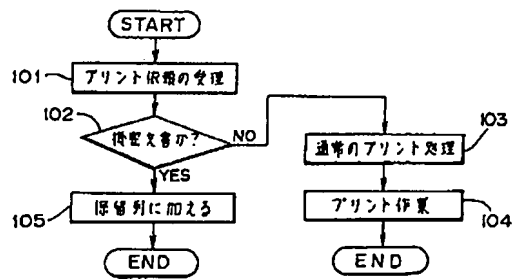 START
101
プリント依頼の受理
102
機密文書か?
NO
YES
103
通常のプリント処理
105
保留列に加える
プリント作業
104
END
END